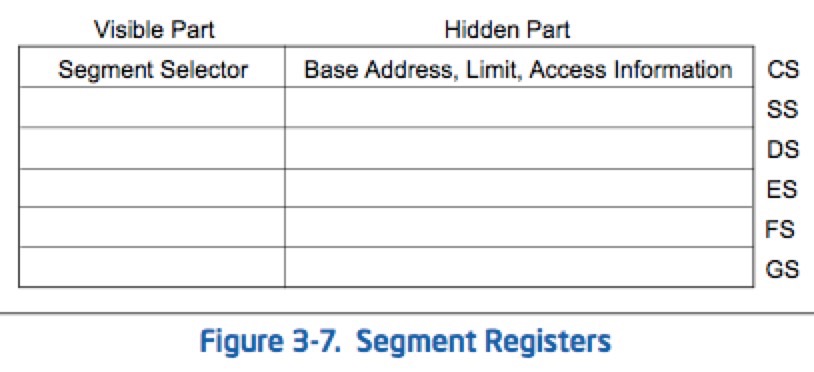 Visible Part Hidden Part
Segment Selector Base Address, Limit, Access Information CS
SS
DS
ES
FS
GS
Figure 3-7. Segment Registers